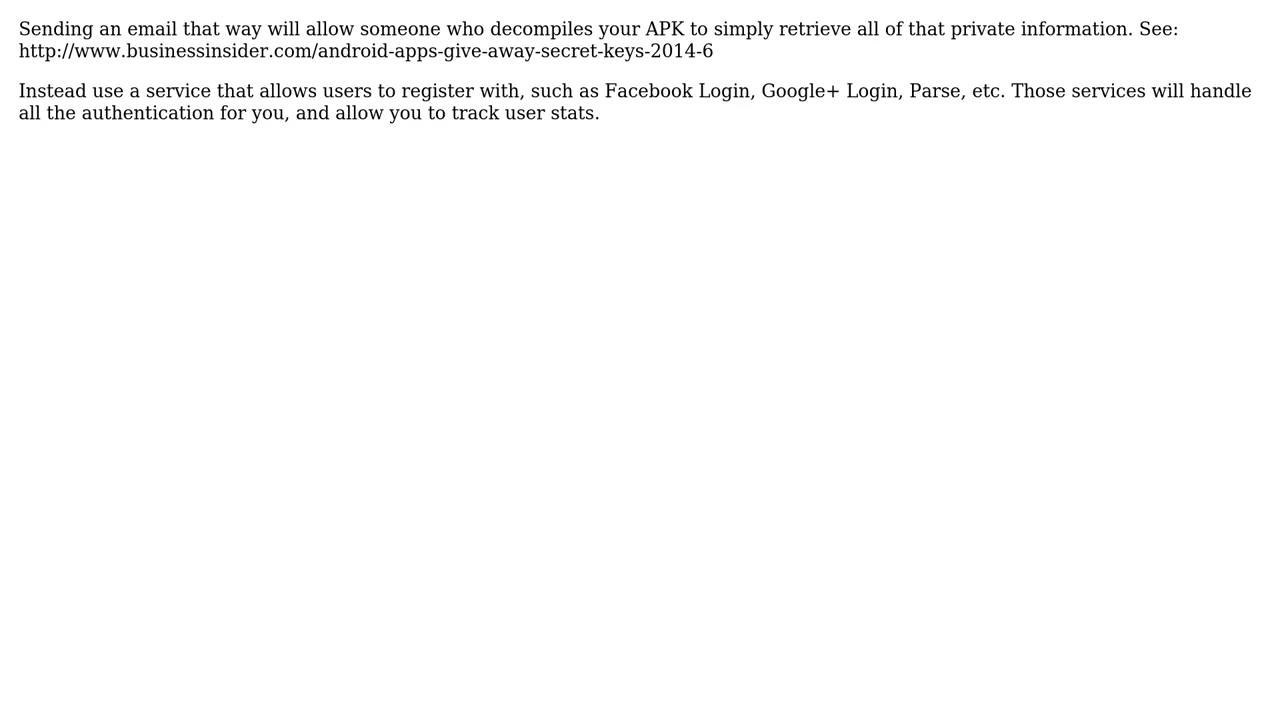 Sending an email that way will allow someone who decompiles your APK to simply retrieve all of that private information. See:
http://www.businessinsider.com/android-apps-give-away-secret-keys-2014-6
Instead use a service that allows users to register with, such as Facebook Login, Google+ Login, Parse, etc. Those services will handle
all the authentication for you, and allow you to track user stats.